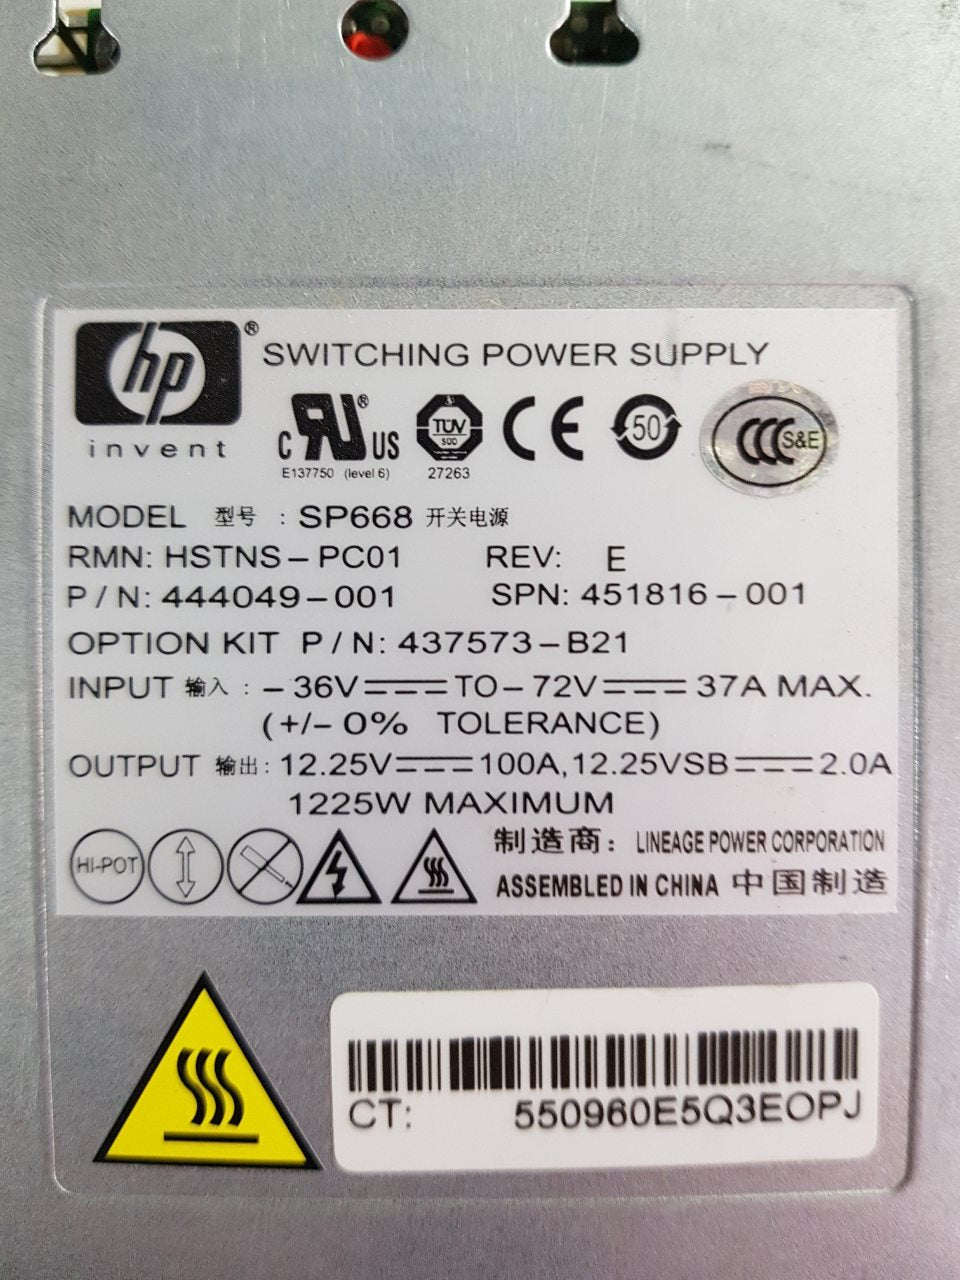 hp ®
invent
SWITCHING POWER SUPPLY
C RU ® US
E137750 (level 6)
TÜV
27263
CE
50
CCC S&E
MODEL 型号 : SP668 开关电源
RMN: HSTNS-PC01 REV: E
P/N: 444049-001 SPN: 451816-001
OPTION KIT P/N: 437573-B21
INPUT 输入 : -36V⎓TO-72V⎓37A MAX.
(+/- 0% TOLERANCE)
OUTPUT 输出: 12.25V⎓100A,12.25VSB⎓2.0A
1225W MAXIMUM
HI-POT
制造商: LINEAGE POWER CORPORATION
ASSEMBLED IN CHINA 中国制造
CT: 550960E5Q3EOPJ